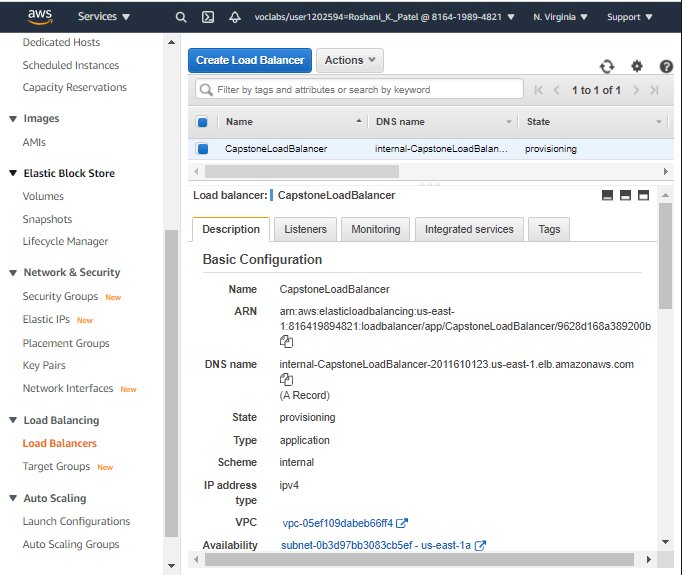 aws
Services
voclabs/user1202594=Roshani_K._Patel @ 8164-1989-4821
N. Virginia
Support
Dedicated Hosts
Scheduled Instances
Capacity Reservations
Images
AMIs
Elastic Block Store
Volumes
Snapshots
Lifecycle Manager
Network & Security
Security Groups New
Elastic IPs New
Placement Groups
Key Pairs
Network Interfaces New
Load Balancing
Load Balancers
Target Groups New
Auto Scaling
Launch Configurations
Auto Scaling Groups
Create Load Balancer
Actions
Filter by tags and attributes or search by keyword
1 to 1 of 1
Name DNS name State
CapstoneLoadBalancer internal-CapstoneLoadBalan... provisioning
Load balancer: CapstoneLoadBalancer
Description Listeners Monitoring Integrated services Tags
Basic Configuration
Name CapstoneLoadBalancer
ARN arn:aws:elasticloadbalancing:us-east-
1:816419894821:loadbalancer/app/CapstoneLoadBalancer/9628d168a389200b
DNS name internal-CapstoneLoadBalancer-2011610123.us-east-1.elb.amazonaws.com
(A Record)
State provisioning
Type application
Scheme internal
IP address ipv4
type
VPC vpc-05ef109dabeb66ff4
Availability subnet-0b3d97bb3083cb5ef - us-east-1a